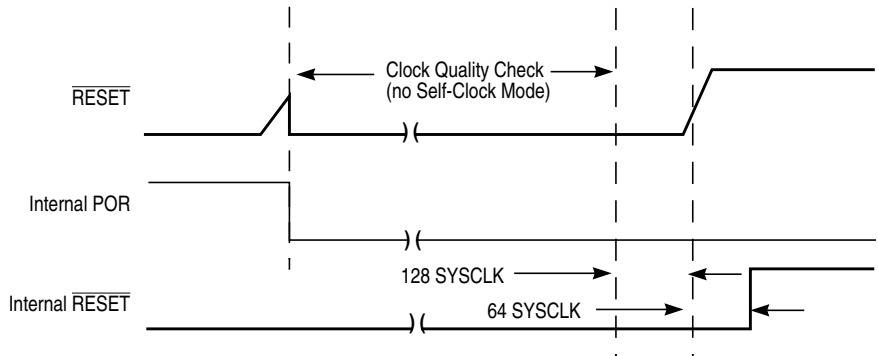 Clock Quality Check
(no Self-Clock Mode)
RESET
)(
Internal POR
)(
128 SYSCLK
Internal RESET
64 SYSCLK
)(